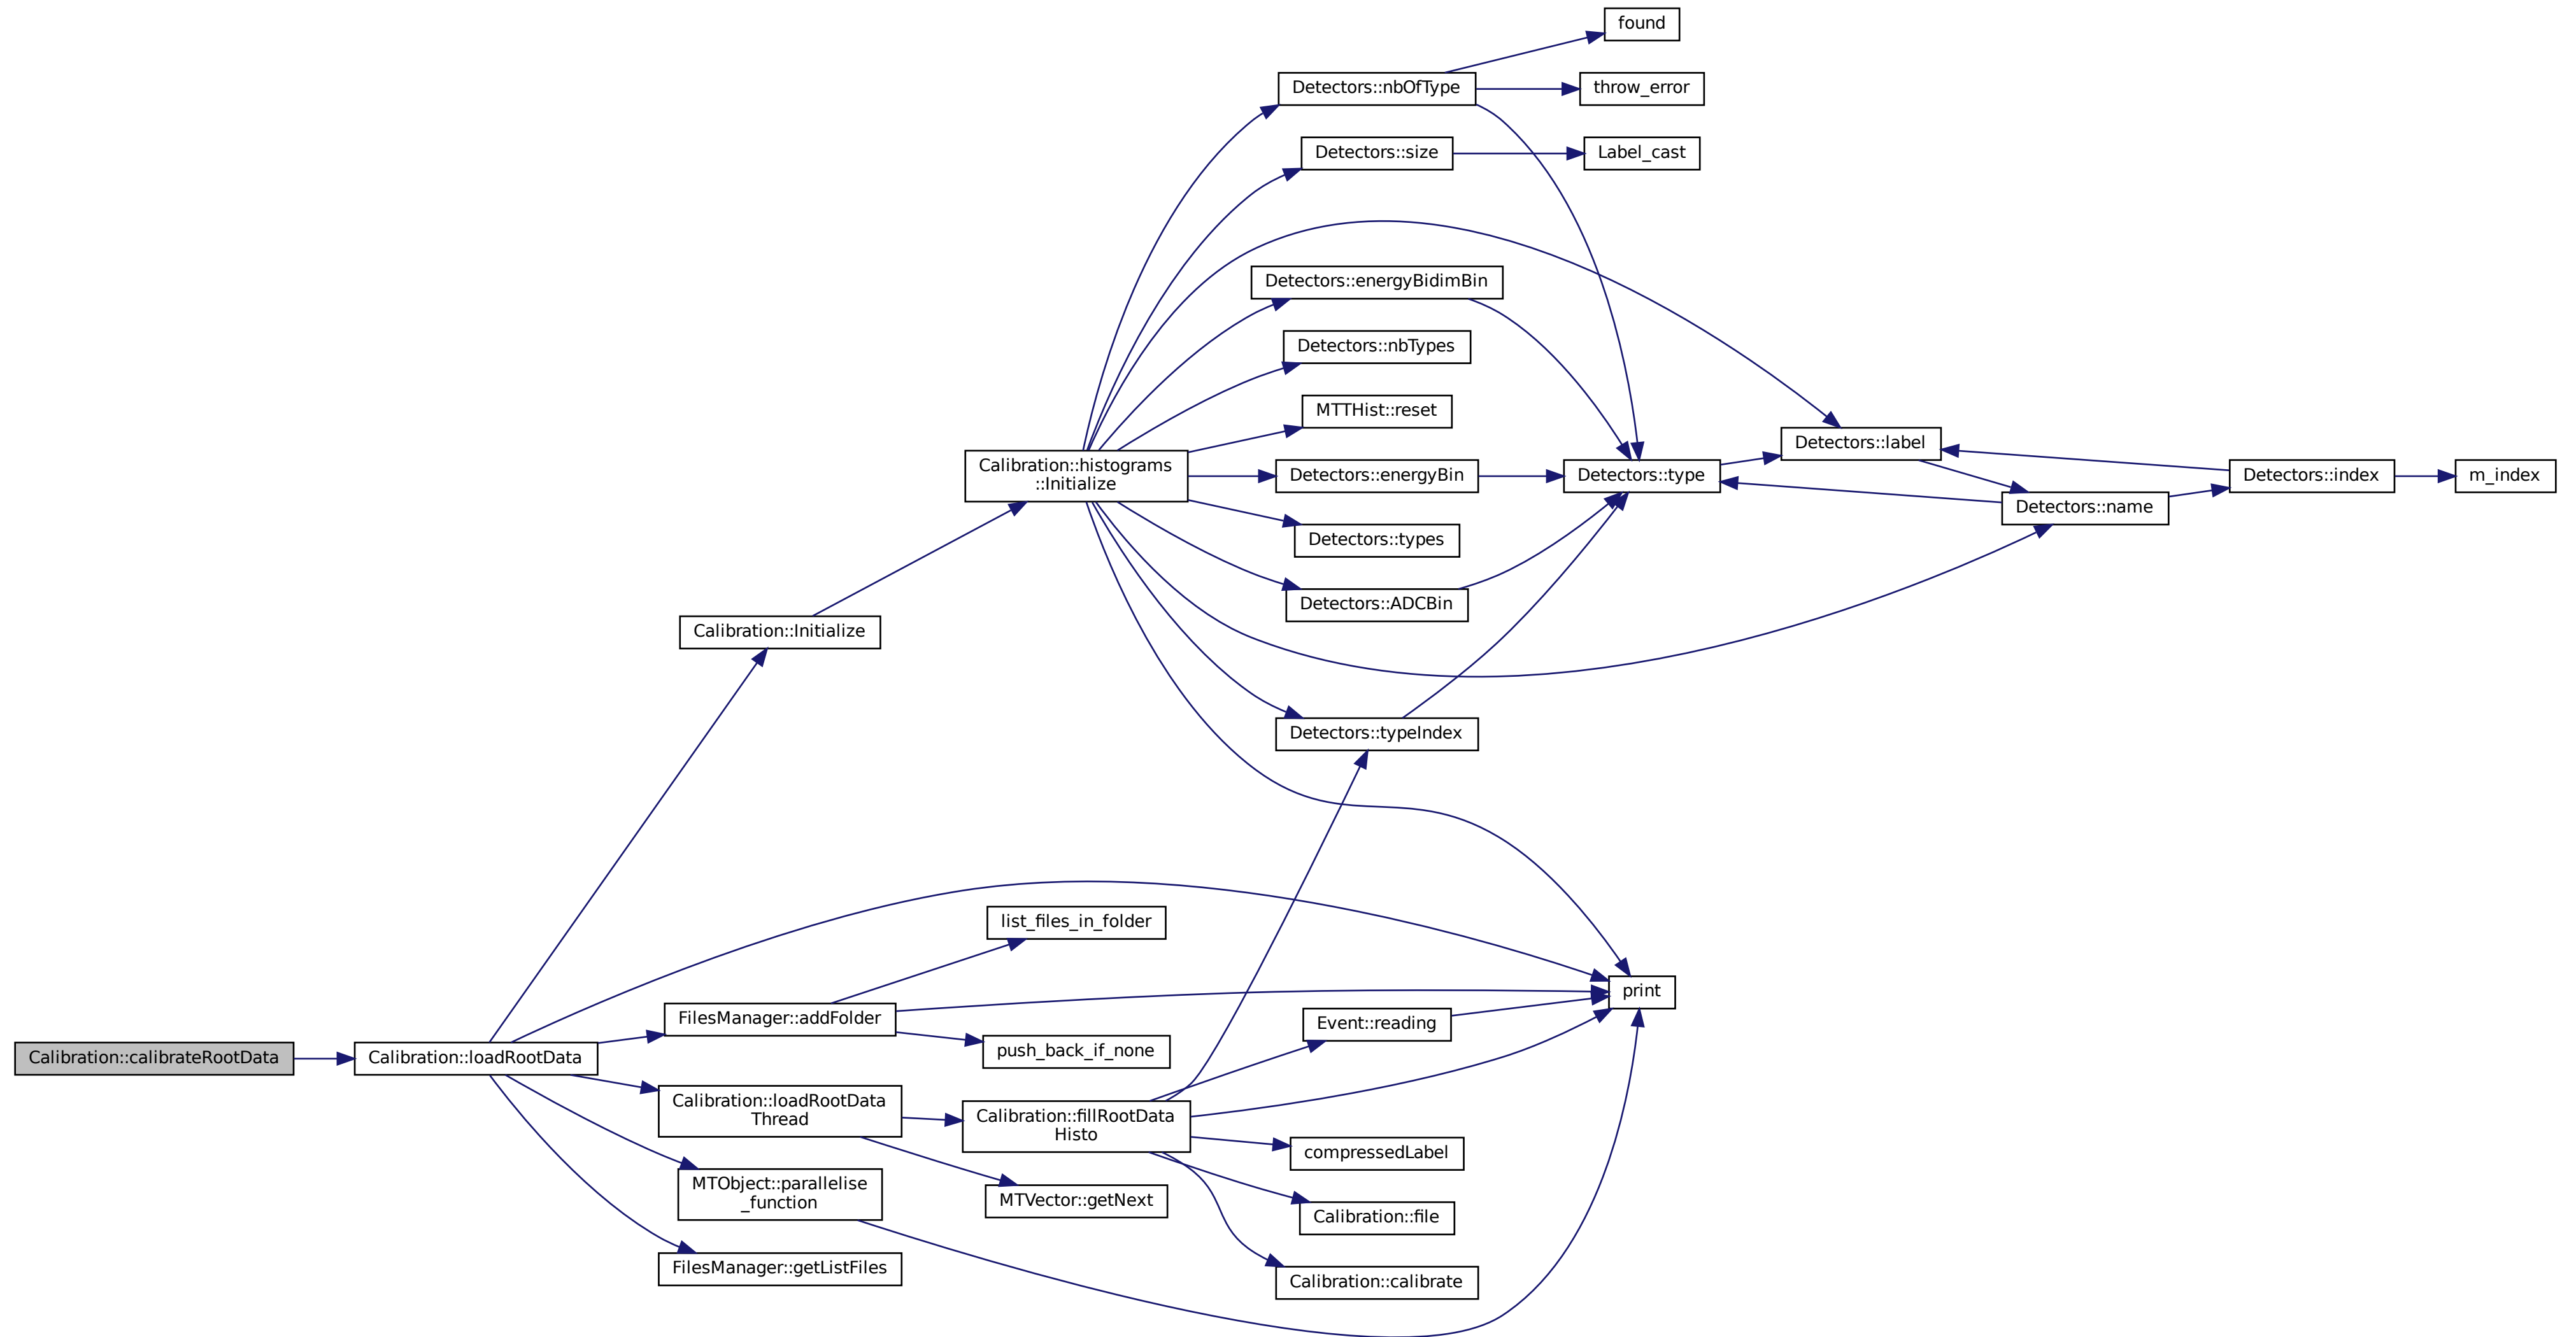 found
Detectors::nbOfType
throw_error
Detectors::size
Label_cast
Detectors::energyBidimBin
Detectors::nbTypes
MTTHist::reset
Detectors::label
Calibration::histograms
::Initialize
Detectors::energyBin
Detectors::type
Detectors::index
m_index
Detectors::name
Detectors::types
Detectors::ADCBin
Calibration::Initialize
Detectors::typeIndex
list_files_in_folder
print
FilesManager::addFolder
Event::reading
push_back_if_none
Calibration::calibrateRootData
Calibration::loadRootData
Calibration::loadRootData
Thread
Calibration::fillRootData
Histo
compressedLabel
MTObject::parallelise
_function
MTVector::getNext
Calibration::file
FilesManager::getListFiles
Calibration::calibrate